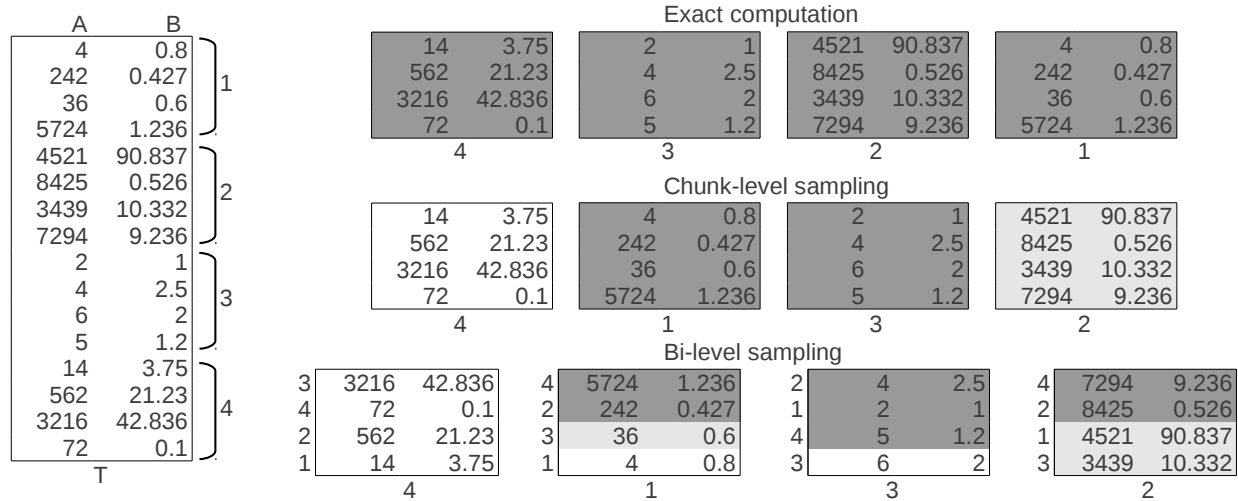 A B
4 0.8
242 0.427
36 0.6
5724 1.236
1
4521 90.837
8425 0.526
3439 10.332
7294 9.236
2
2 1
4 2.5
6 2
5 1.2
3
14 3.75
562 21.23
3216 42.836
72 0.1
4
T
Exact computation
14 3.75 2 1 4521 90.837 4 0.8
562 21.23 4 2.5 8425 0.526 242 0.427
3216 42.836 6 2 3439 10.332 36 0.6
72 0.1 5 1.2 7294 9.236 5724 1.236
4 3 2 1
Chunk-level sampling
14 3.75 4 0.8 2 1 4521 90.837
562 21.23 242 0.427 4 2.5 8425 0.526
3216 42.836 36 0.6 6 2 3439 10.332
72 0.1 5724 1.236 5 1.2 7294 9.236
4 1 3 2
Bi-level sampling
3 3216 42.836 4 5724 1.236 2 4 2.5 4 7294 9.236
4 72 0.1 2 242 0.427 1 2 1 2 8425 0.526
2 562 21.23 3 36 0.6 4 5 1.2 1 4521 90.837
1 14 3.75 1 4 0.8 3 6 2 3 3439 10.332
4 1 3 2